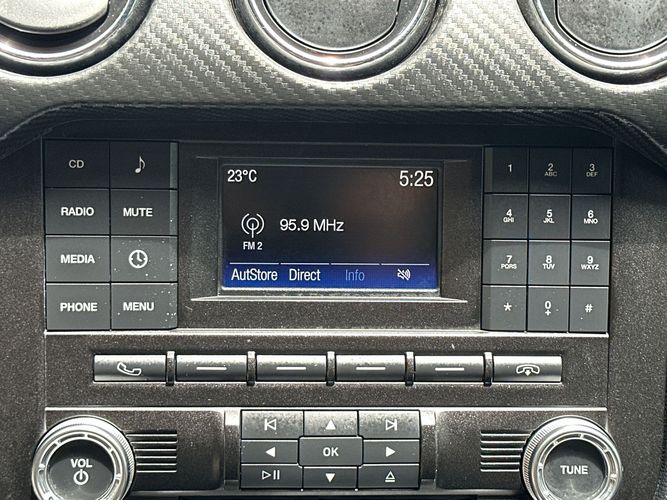 CD
RADIO MUTE
MEDIA
PHONE MENU
23°C 5:25
95.9 MHz
FM 2
AutStore Direct Info
1 2 ABC 3 DEF
4 GHI 5 JKL 6 MNO
7 PQRS 8 TUV 9 WXYZ
* 0 + #
VOL
OK
TUNE